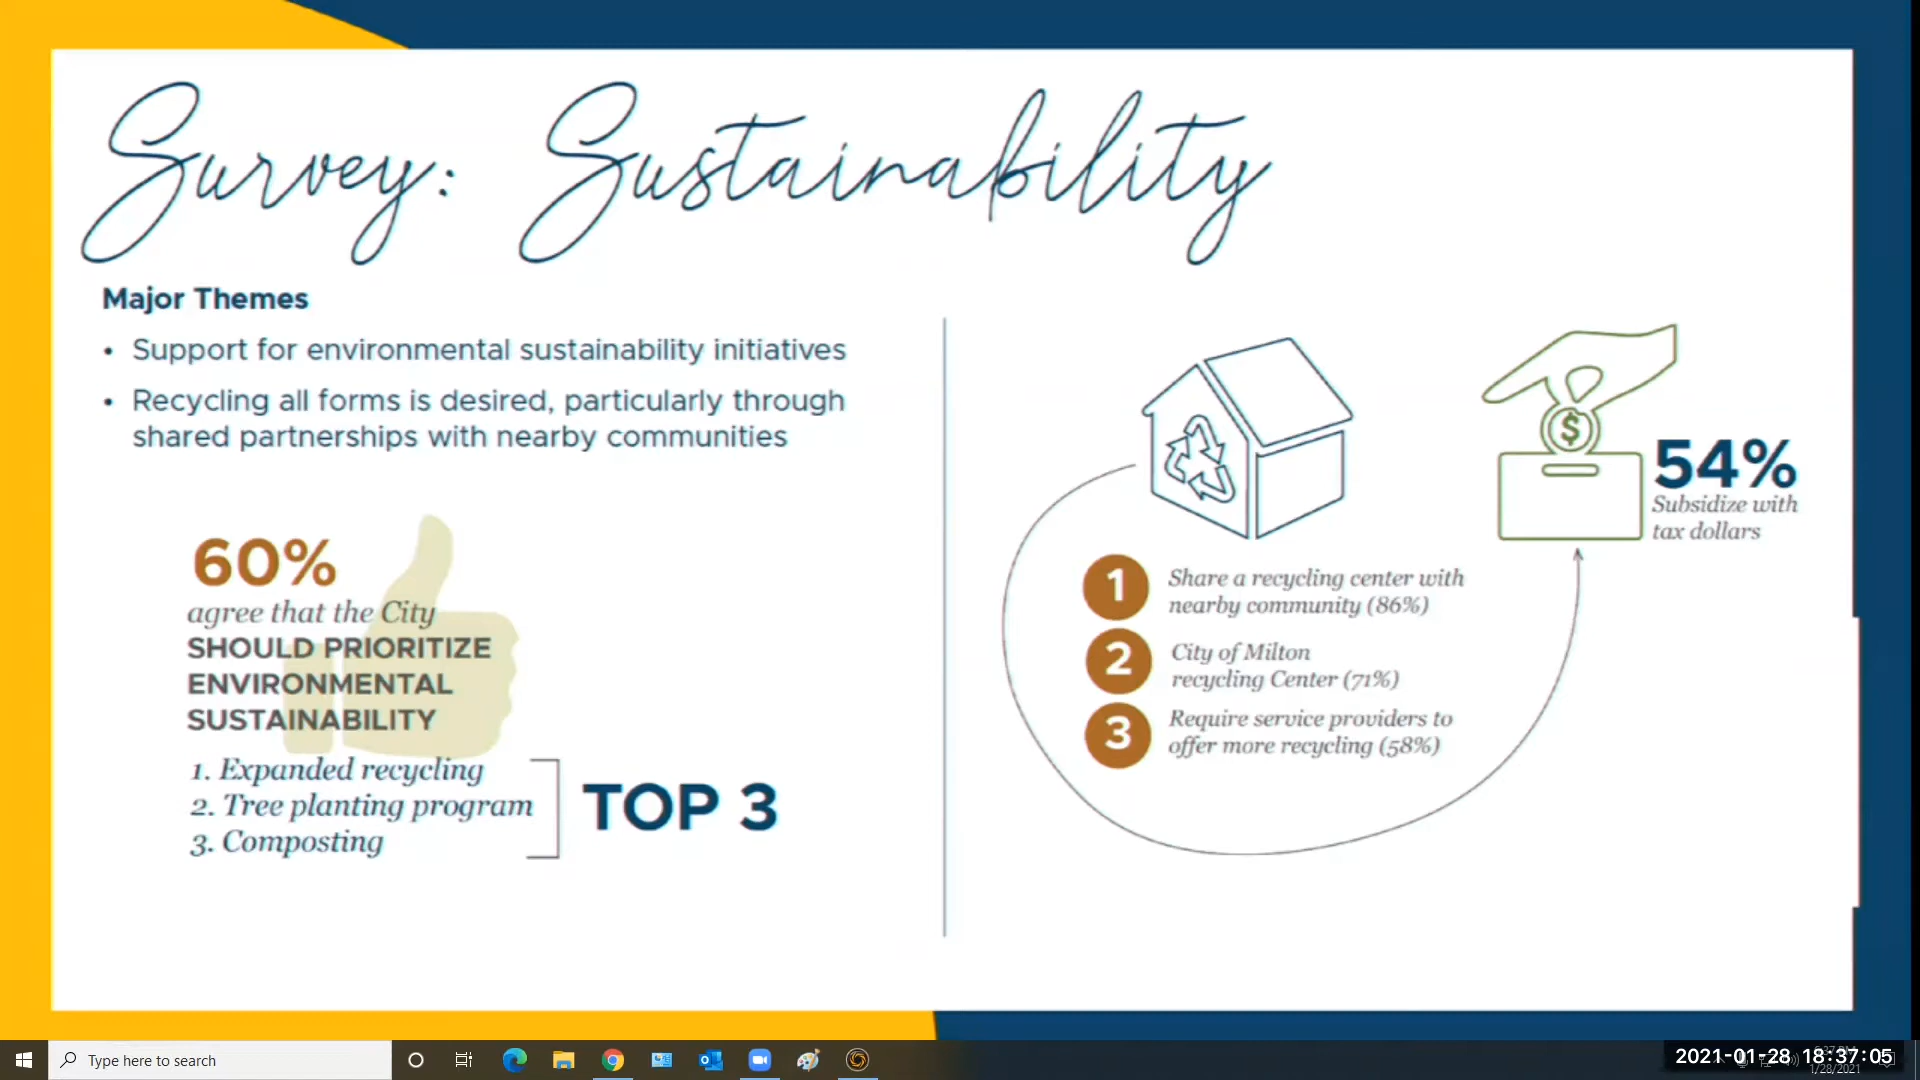 Survey: Sustainability
Major Themes
• Support for environmental sustainability initiatives
• Recycling all forms is desired, particularly through
shared partnerships with nearby communities
60%
agree that the City
SHOULD PRIORITIZE
ENVIRONMENTAL
SUSTAINABILITY
1. Expanded recycling
2. Tree planting program
3. Composting
TOP 3
$
54%
Subsidize with
tax dollars
1 Share a recycling center with
nearby community (86%)
2 City of Milton
recycling Center (71%)
3 Require service providers to
offer more recycling (58%)
Type here to search
2021-01-28 18:37:05
1/28/2021